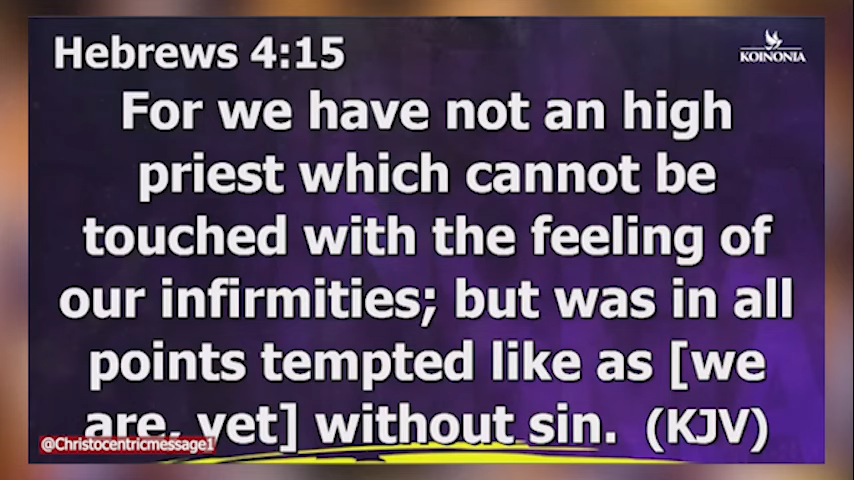 Hebrews 4:15
KOINONIA
For we have not an high
priest which cannot be
touched with the feeling of
our infirmities; but was in all
points tempted like as [we
are, yet] without sin. (KJV)
@Christocentricmessage1